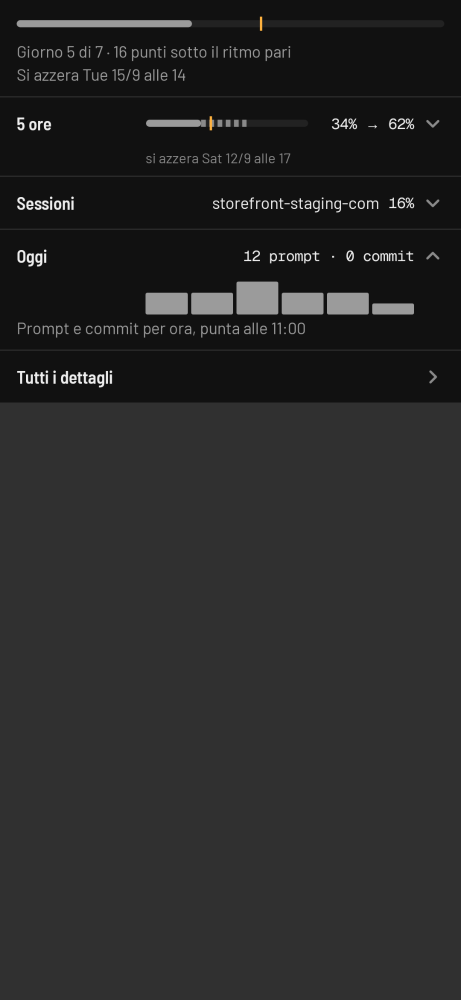 Giorno 5 di 7 · 16 punti sotto il ritmo pari
Si azzera Tue 15/9 alle 14
5 ore 34% → 62%
si azzera Sat 12/9 alle 17
Sessioni storefront-staging-com 16%
Oggi 12 prompt · 0 commit
Prompt e commit per ora, punta alle 11:00
Tutti i dettagli